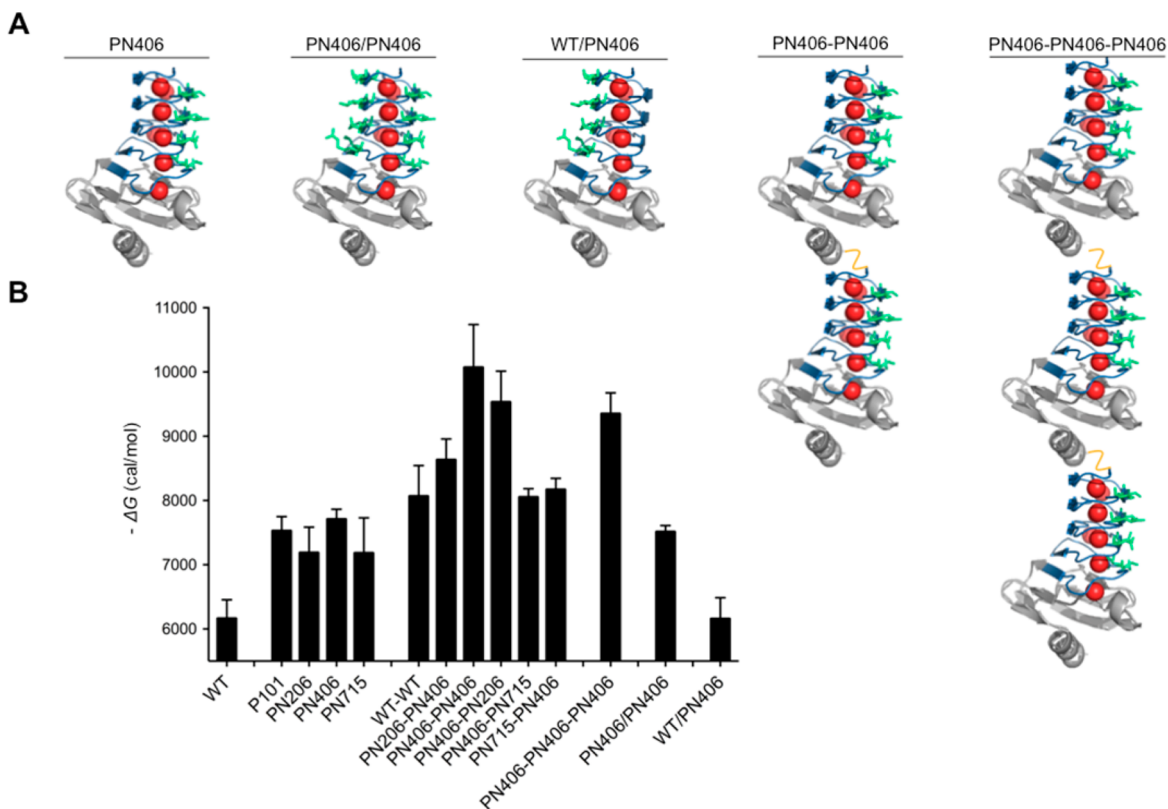 A
PN406
PN406/PN406
WT/PN406
PN406-PN406
PN406-PN406-PN406
B
- ΔG (cal/mol)
11000
10000
9000
8000
7000
6000
WT
P101
PN206
PN406
PN715
WT-WT
PN206-PN406
PN406-PN406
PN406-PN206
PN406-PN715
PN715-PN406
PN406-PN406-PN406
PN406/PN406
WT/PN406